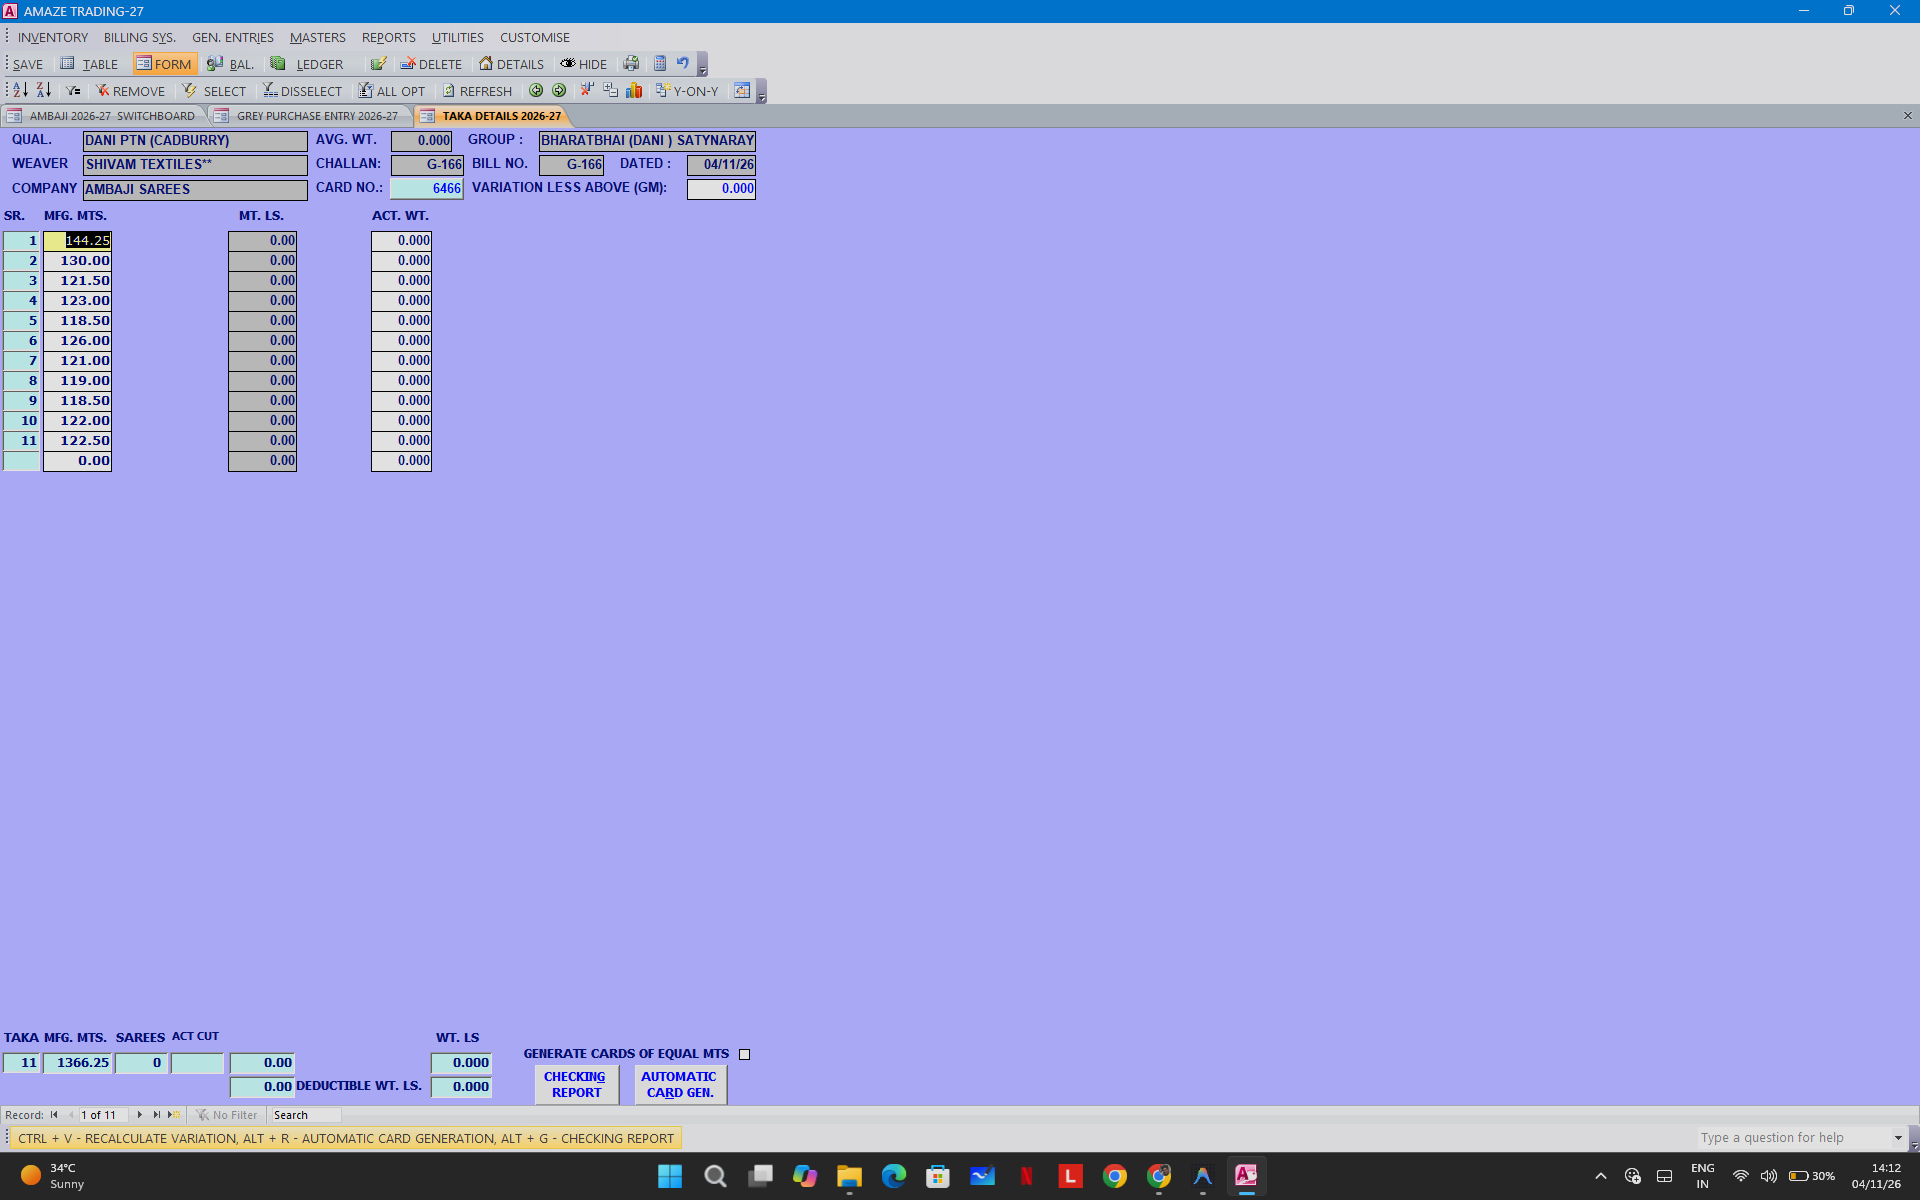 AMAZE TRADING-27
INVENTORY BILLING SYS. GEN. ENTRIES MASTERS REPORTS UTILITIES CUSTOMISE
SAVE TABLE FORM BAL. LEDGER DELETE DETAILS HIDE
REMOVE SELECT DISSELECT ALL OPT REFRESH Y-ON-Y
AMBAJI 2026-27 SWITCHBOARD GREY PURCHASE ENTRY 2026-27 TAKA DETAILS 2026-27
QUAL. DANI PTN (CADBURRY) AVG. WT. 0.000 GROUP : BHARATBHAI (DANI ) SATYNARAY
WEAVER SHIVAM TEXTILES** CHALLAN: G-166 BILL NO. G-166 DATED : 04/11/26
COMPANY AMBAJI SAREES CARD NO.: 6466 VARIATION LESS ABOVE (GM): 0.000
SR. MFG. MTS. MT. LS. ACT. WT.
1 144.25 0.00 0.000
2 130.00 0.00 0.000
3 121.50 0.00 0.000
4 123.00 0.00 0.000
5 118.50 0.00 0.000
6 126.00 0.00 0.000
7 121.00 0.00 0.000
8 119.00 0.00 0.000
9 118.50 0.00 0.000
10 122.00 0.00 0.000
11 122.50 0.00 0.000
0.00 0.00 0.000
TAKA MFG. MTS. SAREES ACT CUT WT. LS
11 1366.25 0 0.00 0.000
0.00 DEDUCTIBLE WT. LS. 0.000
GENERATE CARDS OF EQUAL MTS
CHECKING REPORT
AUTOMATIC CARD GEN.
Record: 1 of 11 No Filter Search
CTRL + V - RECALCULATE VARIATION, ALT + R - AUTOMATIC CARD GENERATION, ALT + G - CHECKING REPORT
Type a question for help
34°C
Sunny
ENG
IN
30%
14:12
04/11/26